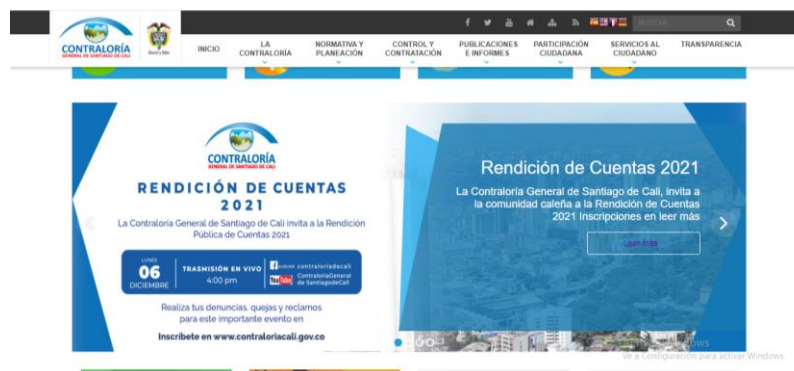 BUSCAR
CONTRALORÍA
GENERAL DE SANTIAGO DE CALI
INICIO
LA
CONTRALORÍA
NORMATIVA Y
PLANEACIÓN
CONTROL Y
CONTRATACIÓN
PUBLICACIONES
E INFORMES
PARTICIPACIÓN
CIUDADANA
SERVICIOS AL
CIUDADANO
TRANSPARENCIA
CONTRALORÍA
GENERAL DE SANTIAGO DE CALI
RENDICIÓN DE CUENTAS
2021
La Contraloría General de Santiago de Cali invita a la Rendición
Pública de Cuentas 2021
LUNES
06
DICIEMBRE
TRASMISIÓN EN VIVO
4:00 pm
contraloriadecali
YouTube
ContraloriaGeneral
de SantiagodeCali
Realiza tus denuncias, quejas y reclamos
para este importante evento en
Inscríbete en www.contraloriacali.gov.co
Rendición de Cuentas 2021
La Contraloría General de Santiago de Cali, invita a
la comunidad caleña a la Rendición de Cuentas
2021 Inscripciones en leer más
Leer más
Ve a Configuración para activar Windows.